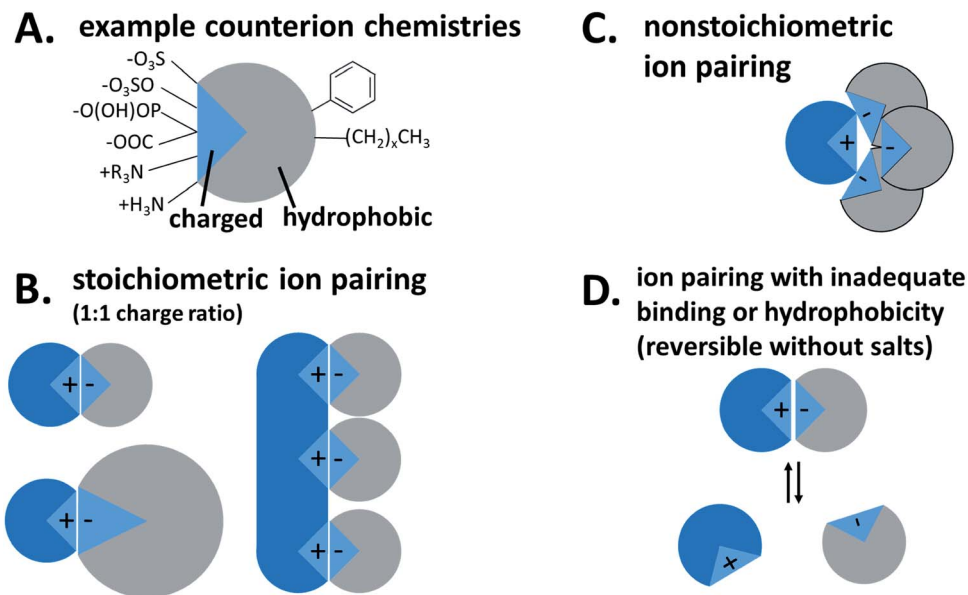 A. example counterion chemistries
-O₃S
-O₃SO
-O(OH)OP
-OOC
+R₃N
+H₃N
(CH₂)ₓCH₃
charged
hydrophobic
B. stoichiometric ion pairing
(1:1 charge ratio)
+ -
+ -
+ -
+ -
+ -
C. nonstoichiometric
ion pairing
-
+ -
-
D. ion pairing with inadequate
binding or hydrophobicity
(reversible without salts)
+ -
+ -